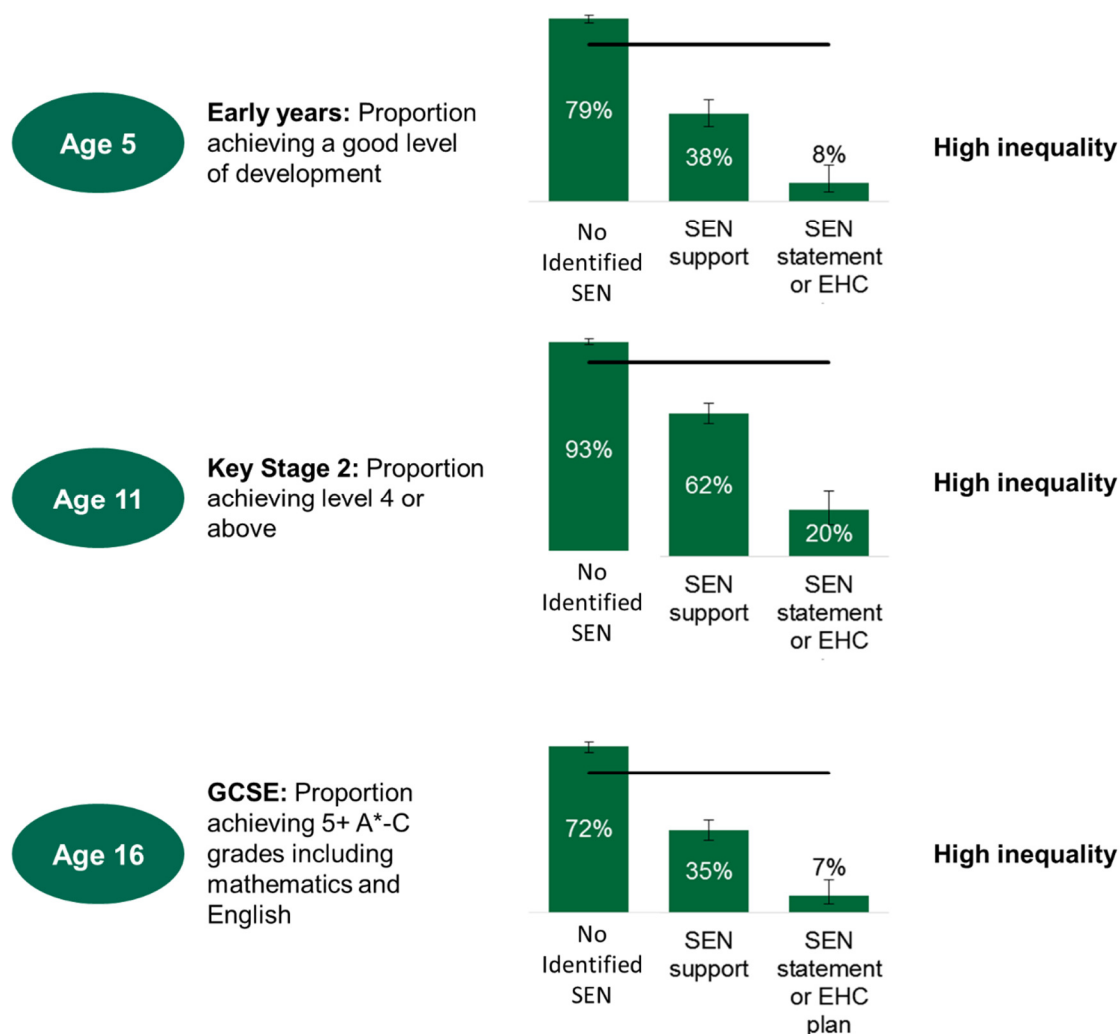 Age 5
Early years: Proportion
achieving a good level
of development
79%
38%
8%
No
Identified
SEN
SEN
support
SEN
statement
or EHC
High inequality
Age 11
Key Stage 2: Proportion
achieving level 4 or
above
93%
62%
20%
No
Identified
SEN
SEN
support
SEN
statement
or EHC
High inequality
Age 16
GCSE: Proportion
achieving 5+ A*-C
grades including
mathematics and
English
72%
35%
7%
No
Identified
SEN
SEN
support
SEN
statement
or EHC
plan
High inequality